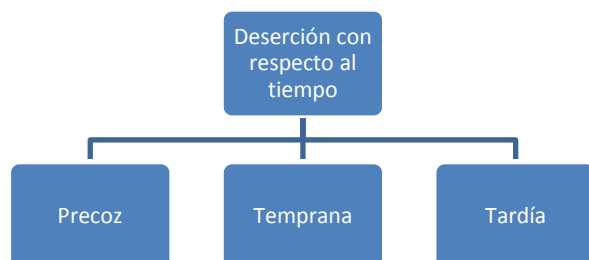 Deserción con
respecto al
tiempo
Precoz
Temprana
Tardía